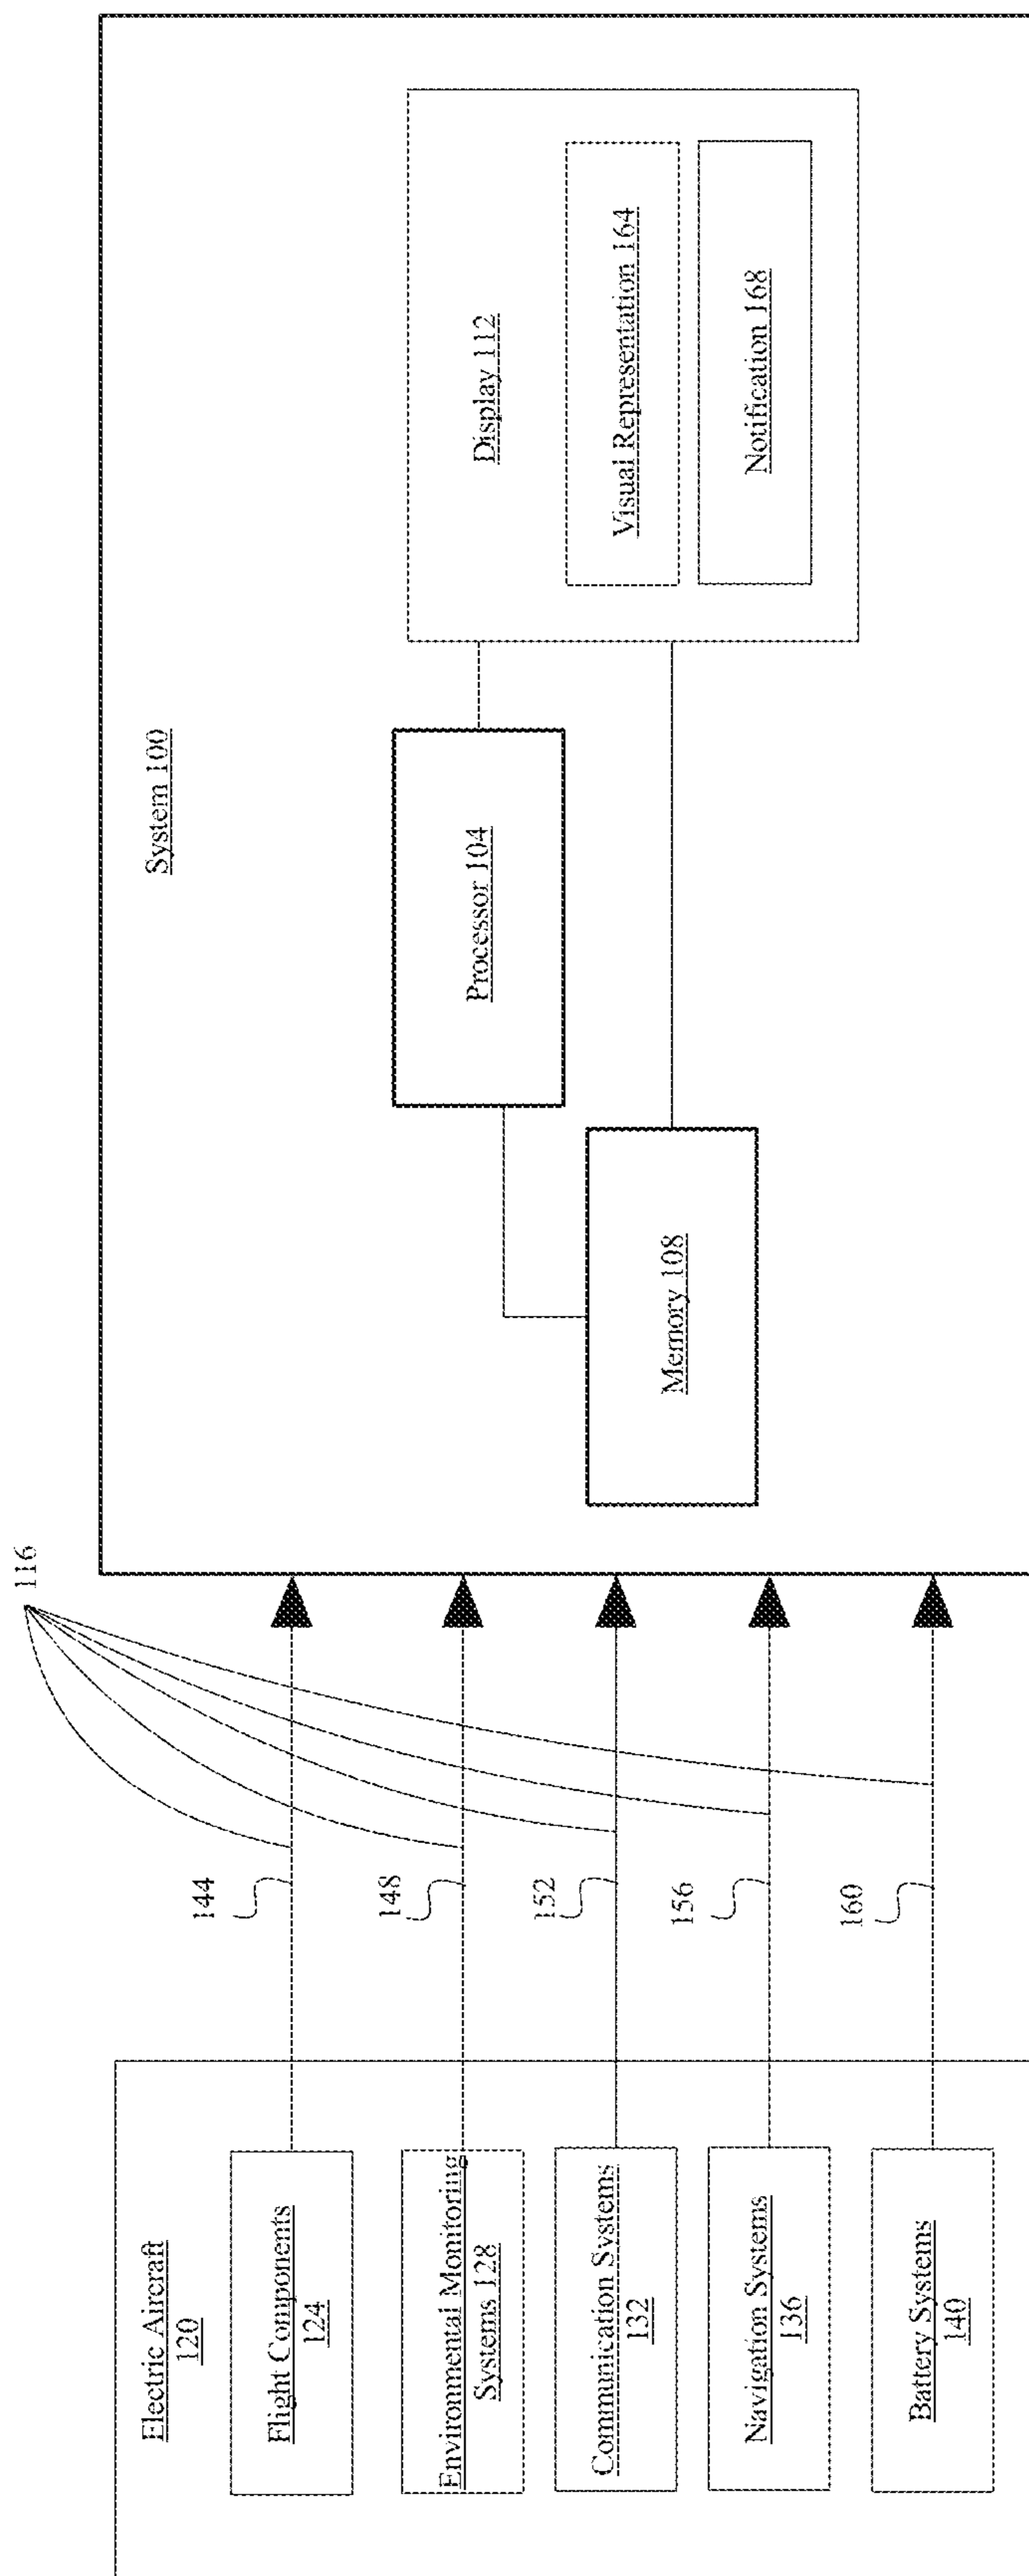 Electric Aircraft
120
Flight Components
124
Environmental Monitoring
Systems 128
Communication Systems
132
Navigation Systems
136
Battery Systems
140
144
148
152
156
160
116
System 100
Memory 108
Processor 104
Display 112
Visual Representation 164
Notification 168